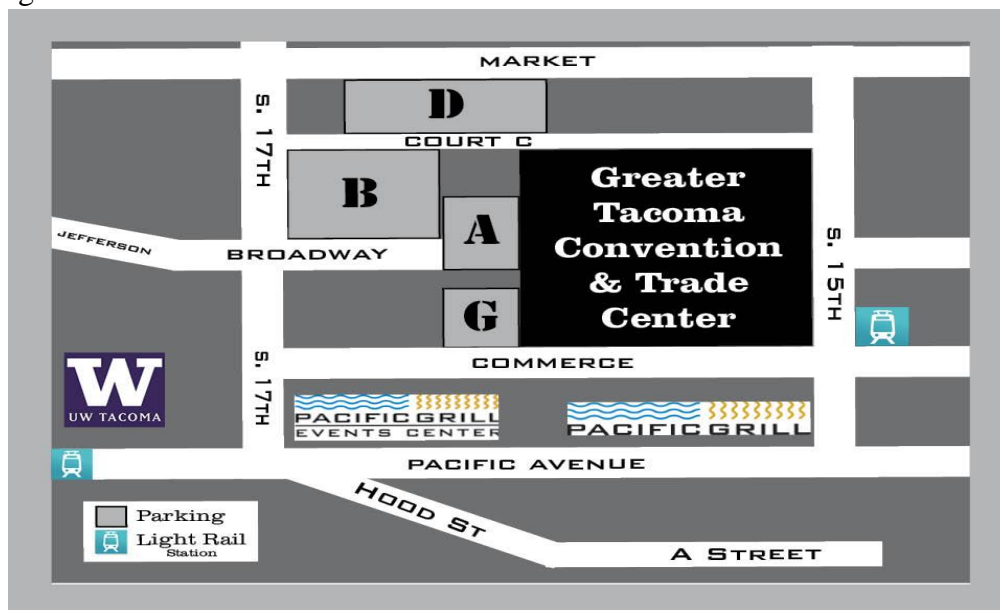 MARKET
D
COURT C
S. 17TH
B
A
Greater
Tacoma
Convention
& Trade
Center
JEFFERSON
BROADWAY
S. 15TH
G
COMMERCE
S. 17TH
W
UW TACOMA
PACIFIC GRILL
EVENTS CENTER
PACIFIC GRILL
PACIFIC AVENUE
HOOD ST
A STREET
Parking
Light Rail
Station